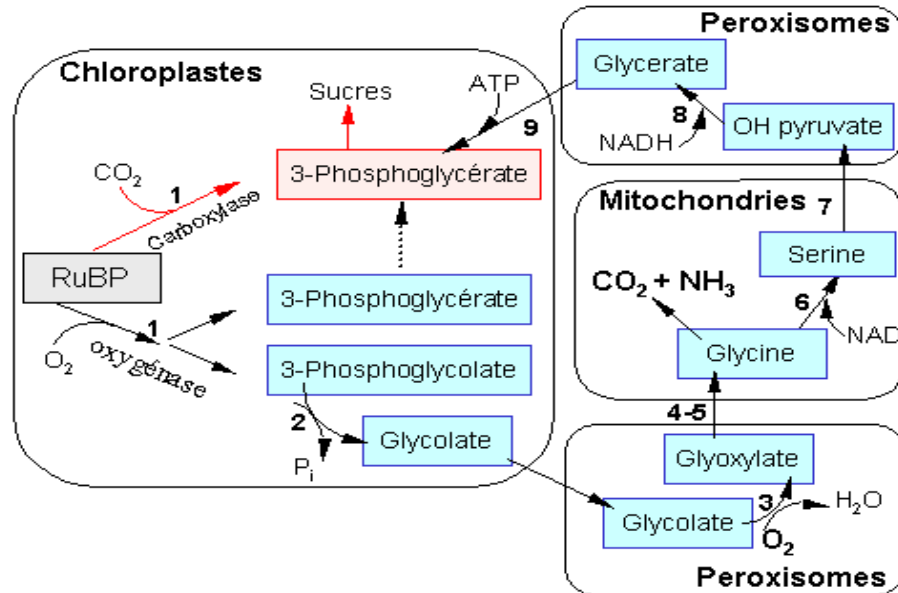 Chloroplastes
Sucres
ATP
9
3-Phosphoglycérate
CO2
1
Carboxylase
RuBP
O2
1
oxygénase
3-Phosphoglycérate
3-Phosphoglycolate
2
Pi
Glycolate
Peroxisomes
Glycerate
8
NADH
OH pyruvate
Mitochondries
7
Serine
CO2 + NH3
6
NAD
Glycine
4-5
Glyoxylate
3
H2O
Glycolate
O2
Peroxisomes